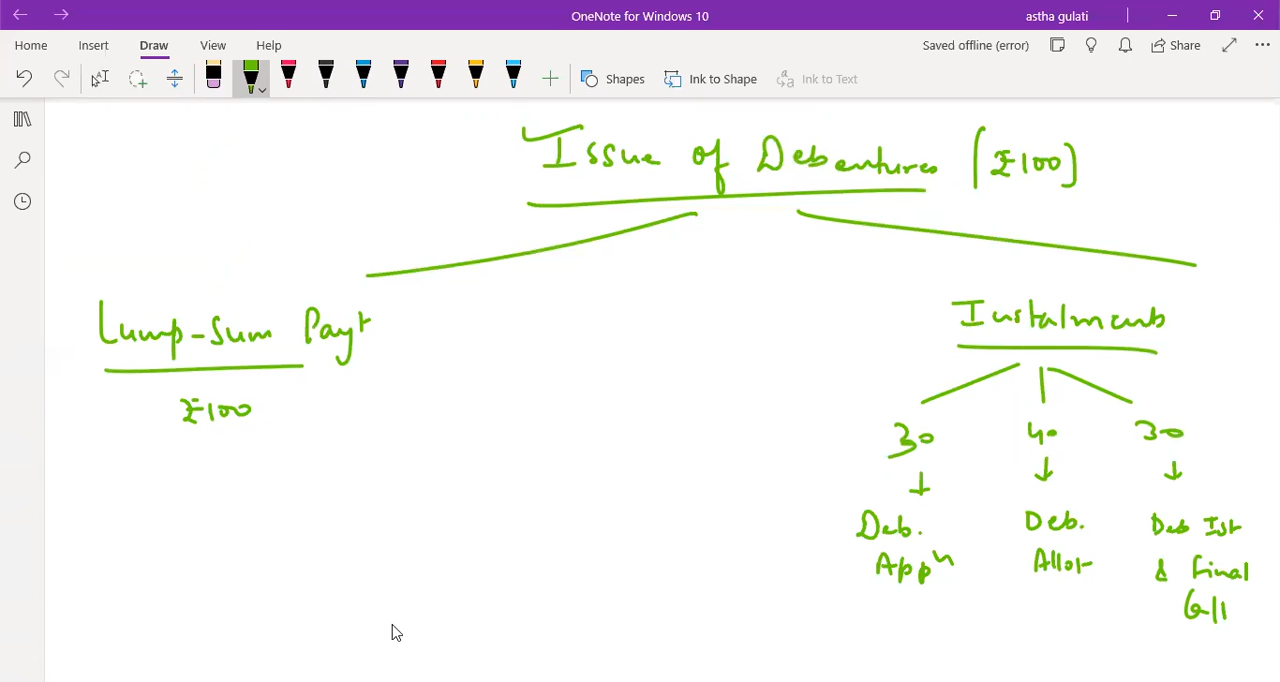 OneNote for Windows 10
astha gulati
Home Insert Draw View Help
Saved offline (error)
Share
Shapes
Ink to Shape
Ink to Text
Issue of Debentures [₹100]
Lump-Sum Payt
₹100
Instalments
30 40 30
Deb. Appⁿ
Deb. Allot
Deb Ist & Final Call